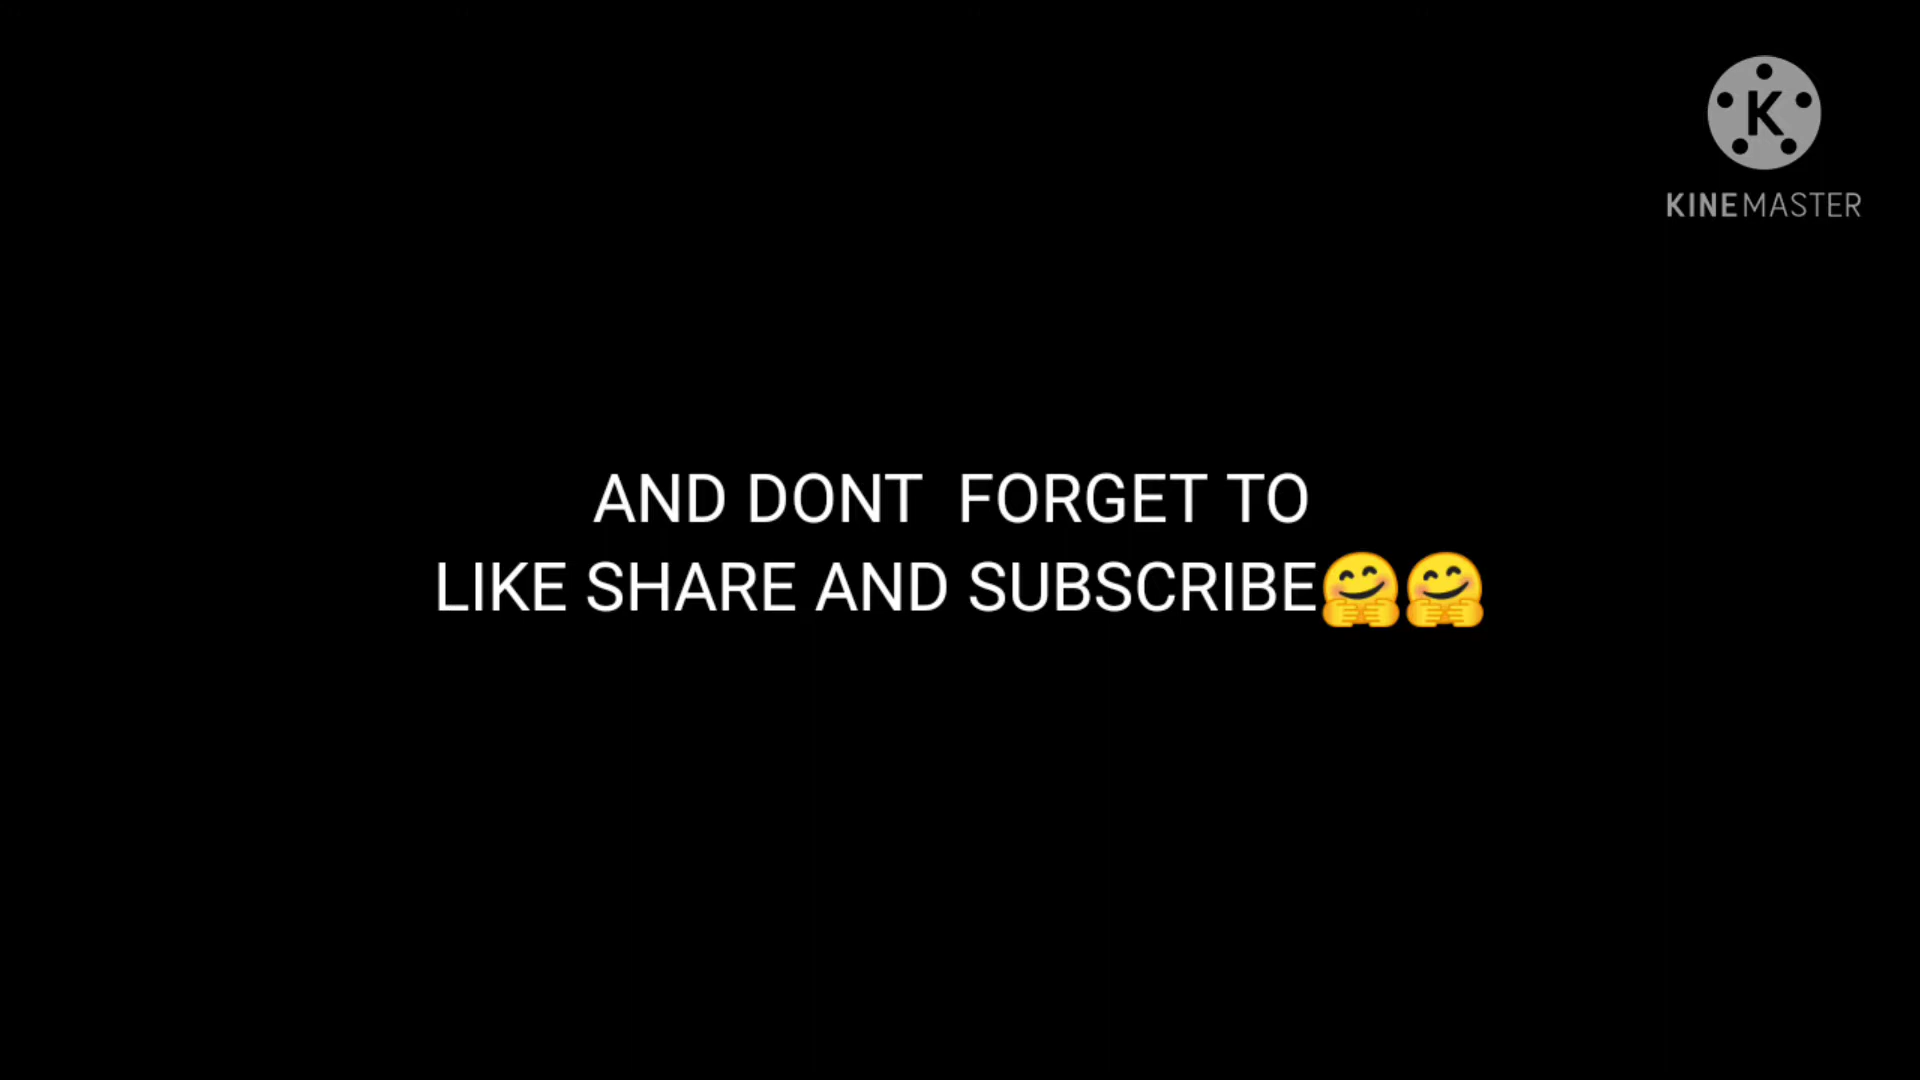 K
KINEMASTER
AND DONT  FORGET TO
LIKE SHARE AND SUBSCRIBE🤗🤗